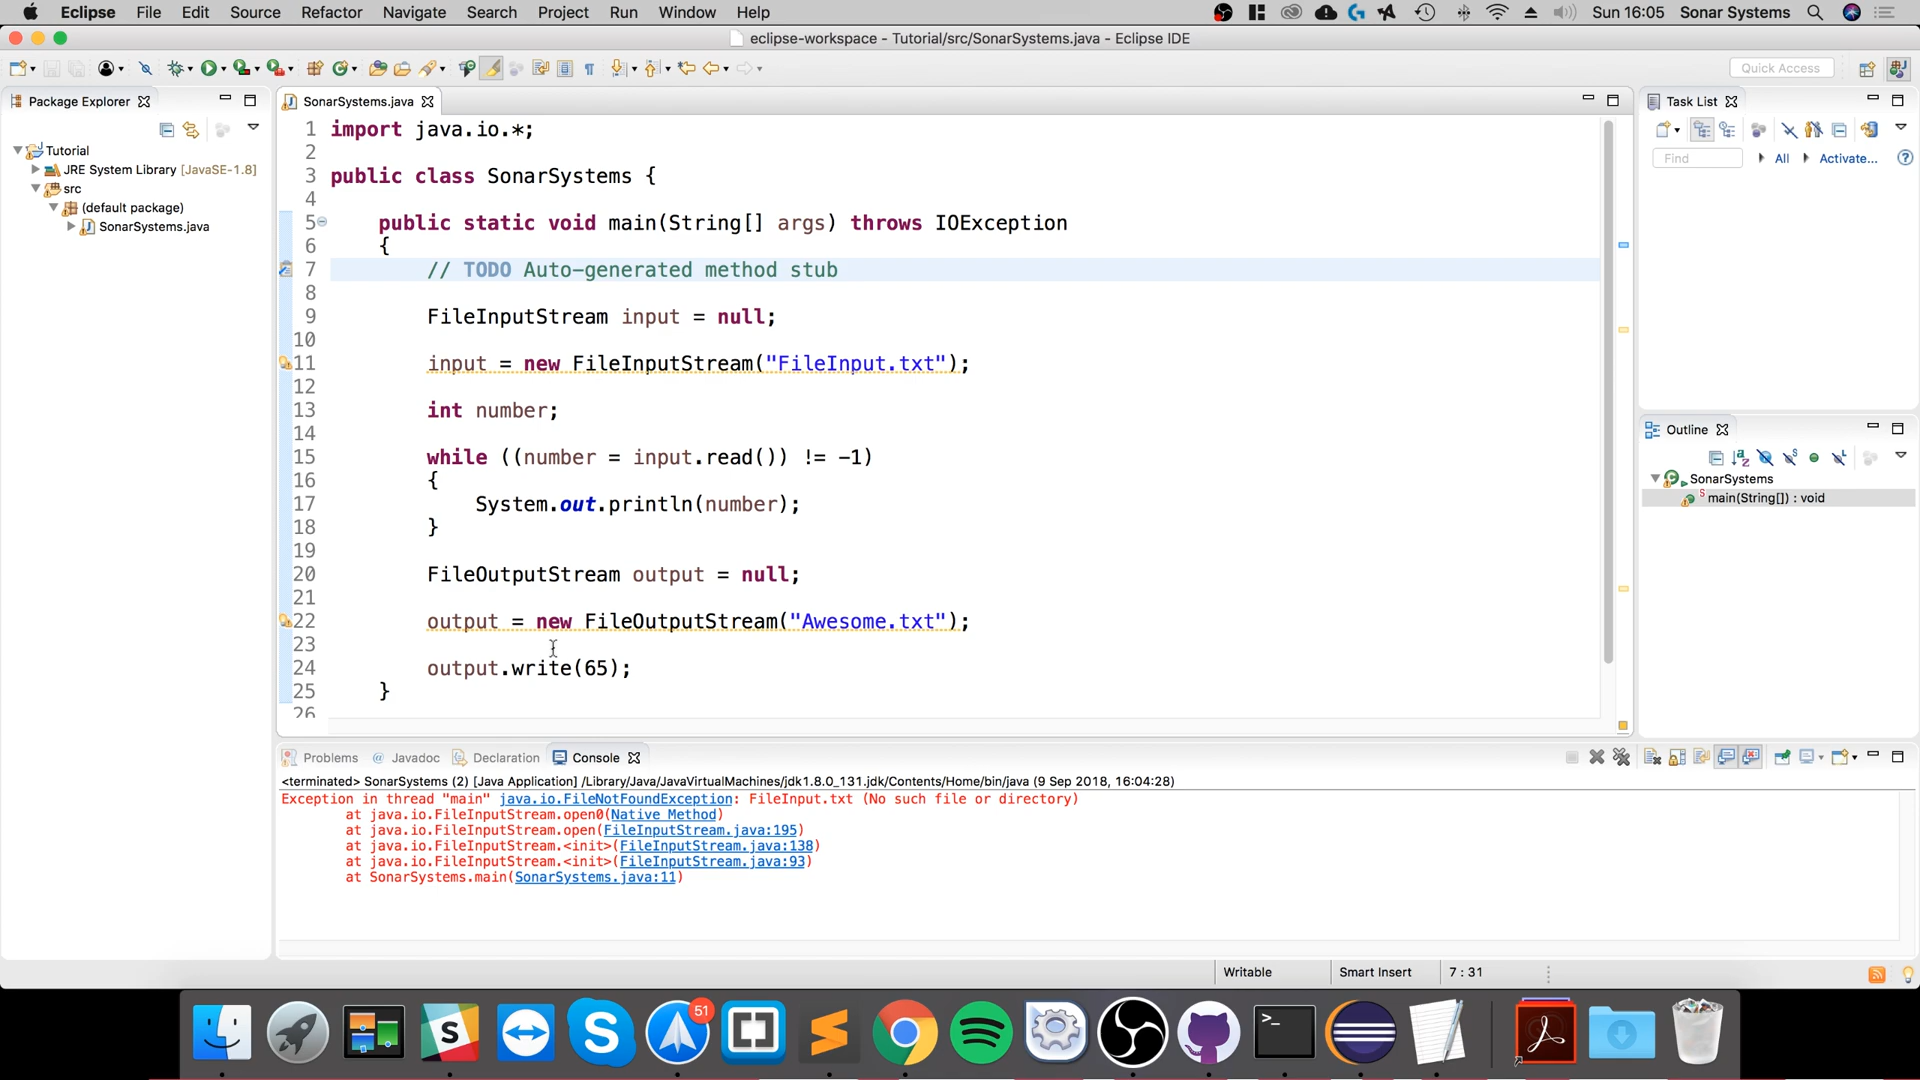 Eclipse File Edit Source Refactor Navigate Search Project Run Window Help
Sun 16:05 Sonar Systems
eclipse-workspace - Tutorial/src/SonarSystems.java - Eclipse IDE
Quick Access
Package Explorer
Tutorial
JRE System Library [JavaSE-1.8]
src
(default package)
SonarSystems.java
SonarSystems.java
1 import java.io.*;
2
3 public class SonarSystems {
4
5 public static void main(String[] args) throws IOException
6 {
7 // TODO Auto-generated method stub
8
9 FileInputStream input = null;
10
11 input = new FileInputStream("FileInput.txt");
12
13 int number;
14
15 while ((number = input.read()) != -1)
16 {
17 System.out.println(number);
18 }
19
20 FileOutputStream output = null;
21
22 output = new FileOutputStream("Awesome.txt");
23
24 output.write(65);
25 }
26
Task List
Find
All
Activate...
Outline
SonarSystems
main(String[]) : void
Problems
Javadoc
Declaration
Console
<terminated> SonarSystems (2) [Java Application] /Library/Java/JavaVirtualMachines/jdk1.8.0_131.jdk/Contents/Home/bin/java (9 Sep 2018, 16:04:28)
Exception in thread "main" java.io.FileNotFoundException: FileInput.txt (No such file or directory)
at java.io.FileInputStream.open0(Native Method)
at java.io.FileInputStream.open(FileInputStream.java:195)
at java.io.FileInputStream.<init>(FileInputStream.java:138)
at java.io.FileInputStream.<init>(FileInputStream.java:93)
at SonarSystems.main(SonarSystems.java:11)
Writable
Smart Insert
7 : 31
51